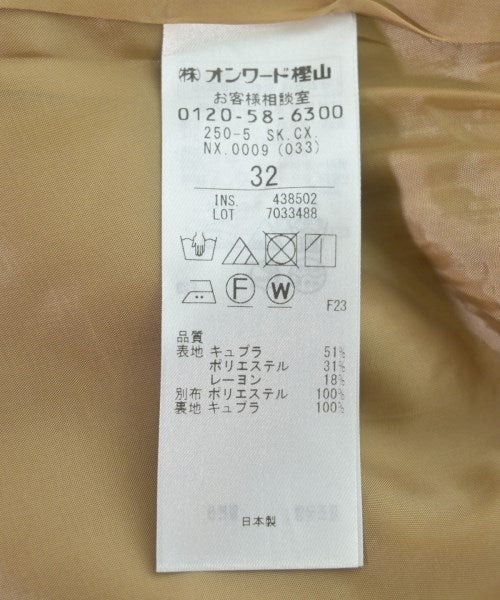 (株)オンワード樫山
お客様相談室
0120-58-6300
250-5 SK.CX.
NX.0009 (033)
32
INS. 438502
LOT 7033488
F W
F23
品質
表地 キュプラ 51%
ポリエステル 31%
レーヨン 18%
別布 ポリエステル 100%
裏地 キュプラ 100%
日本製